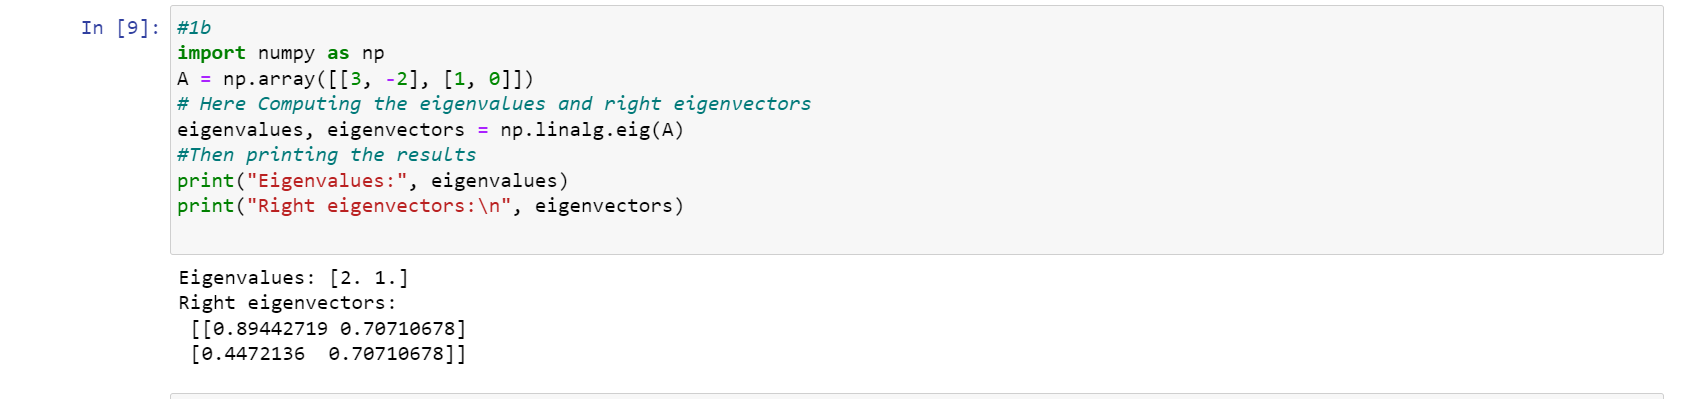 In [9]: #1b
import numpy as np
A = np.array([[3, -2], [1, 0]])
# Here Computing the eigenvalues and right eigenvectors
eigenvalues, eigenvectors = np.linalg.eig(A)
#Then printing the results
print("Eigenvalues:", eigenvalues)
print("Right eigenvectors:\n", eigenvectors)
Eigenvalues: [2. 1.]
Right eigenvectors:
 [[0.89442719 0.70710678]
 [0.4472136  0.70710678]]